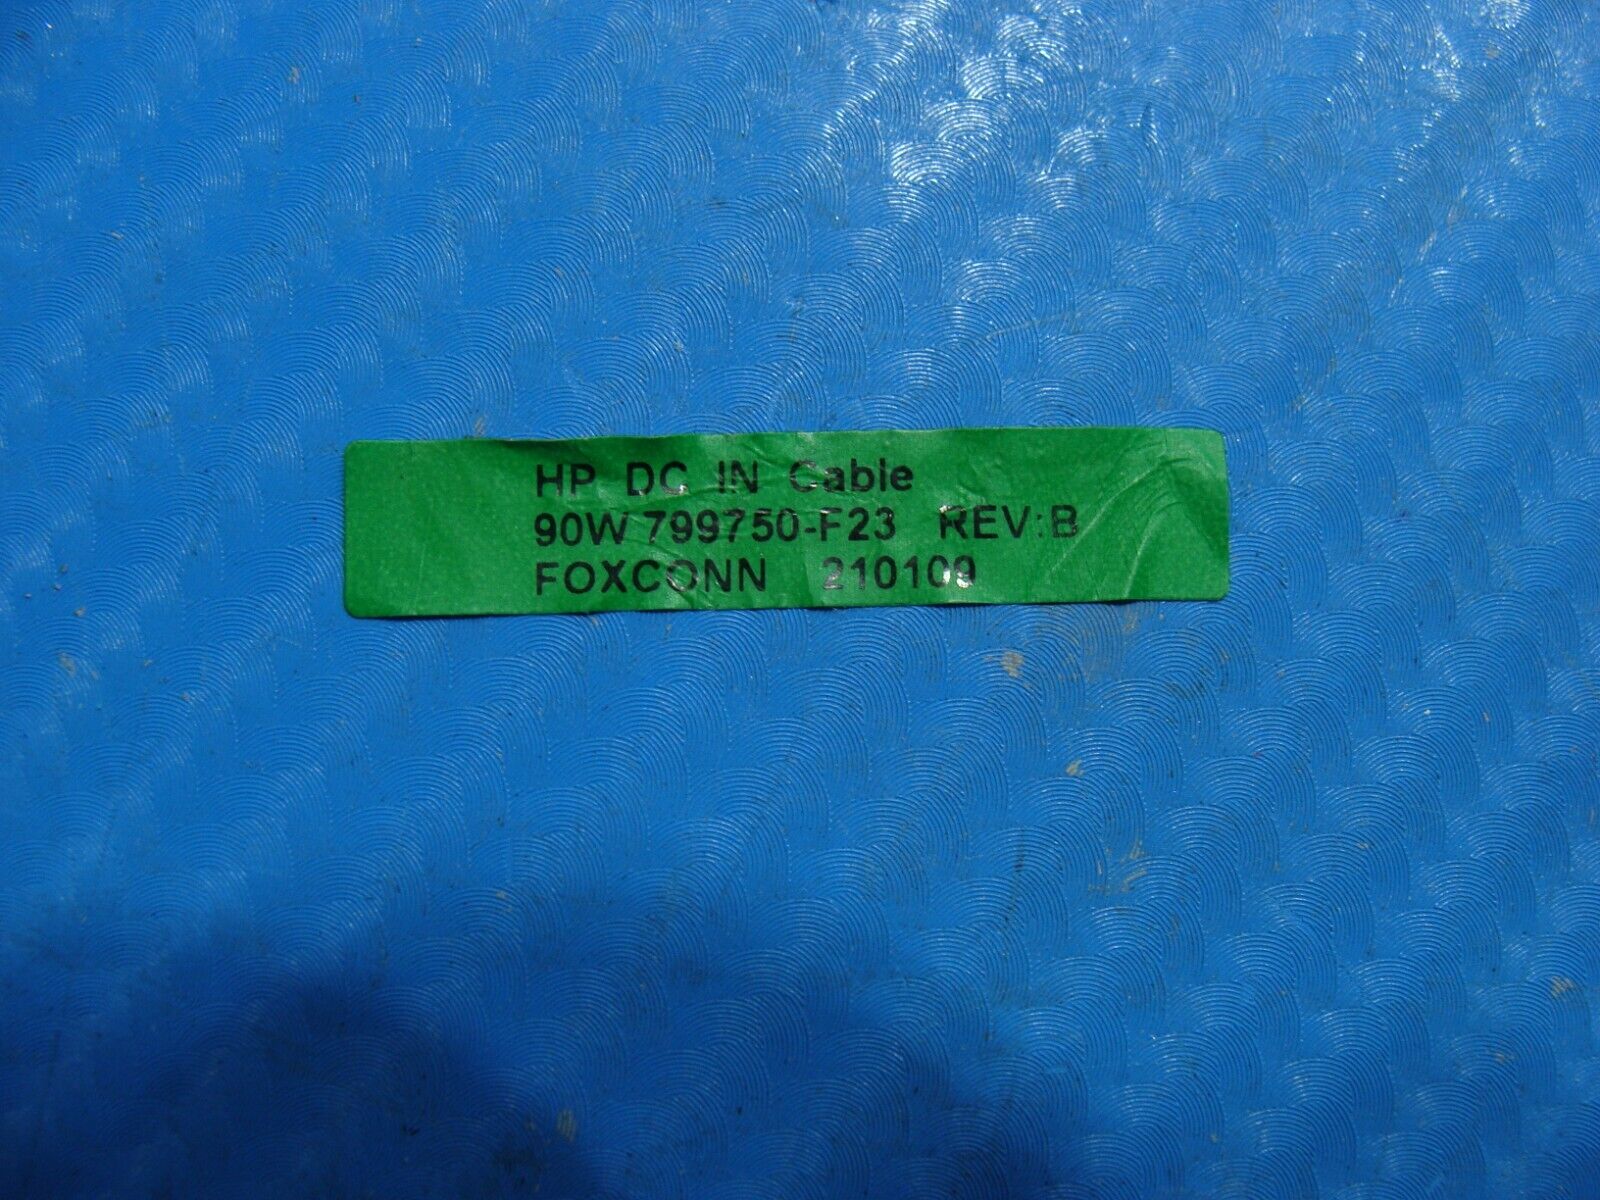 HP DC IN Cable
90W 799750-F23 REV:B
FOXCONN 210109